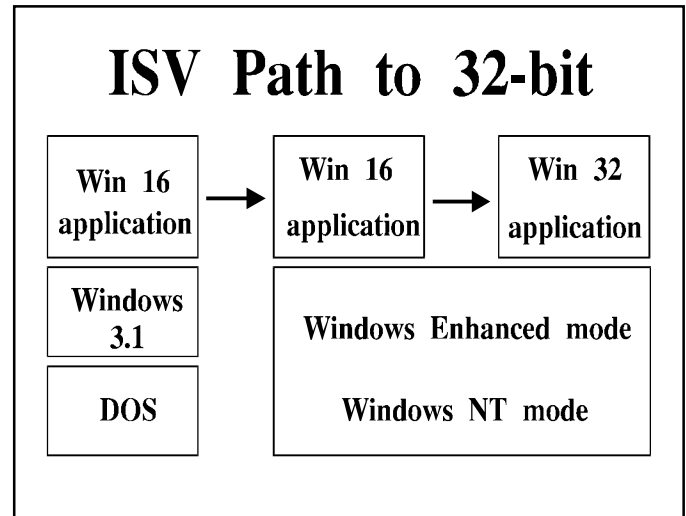 ISV Path to 32-bit
Win 16
application
Win 16
application
Win 32
application
Windows
3.1
DOS
Windows Enhanced mode
Windows NT mode